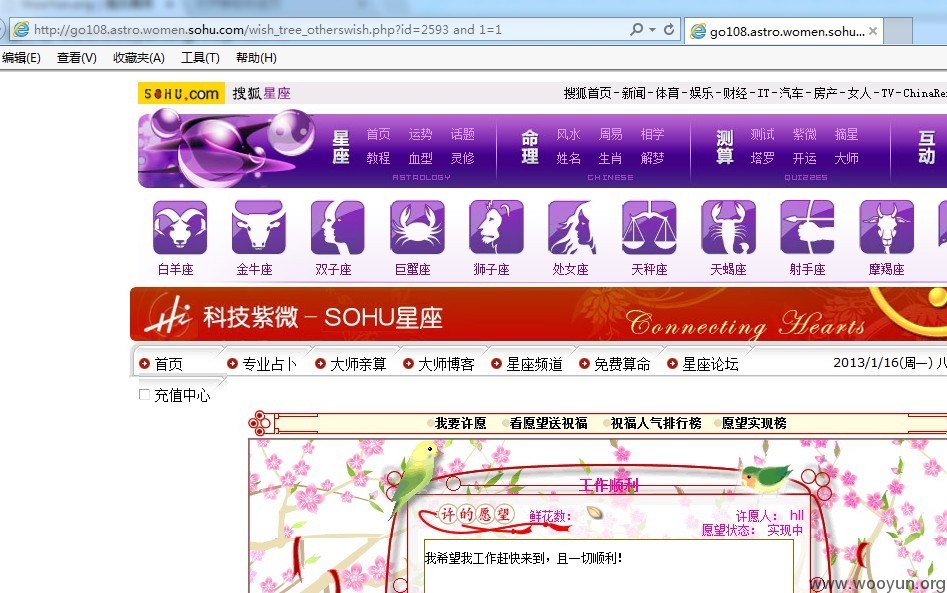 http://go108.astro.women.sohu.com/wish_tree_otherswish.php?id=2593 and 1=1
go108.astro.women.sohu...
编辑(E) 查看(V) 收藏夹(A) 工具(T) 帮助(H)
SOHU.com 搜狐星座 搜狐首页-新闻-体育-娱乐-财经-IT-汽车-房产-女人-TV-ChinaRe
星座 首页 运势 话题 命理 风水 周易 相学 测算 测试 紫微 摘星 互动
教程 血型 灵修 姓名 生肖 解梦 塔罗 开运 大师
ASTROLOGY CHINESE QUIZZES
白羊座 金牛座 双子座 巨蟹座 狮子座 处女座 天秤座 天蝎座 射手座 摩羯座
Hi 科技紫微 - SOHU星座 Connecting Hearts
首页 专业占卜 大师亲算 大师博客 星座频道 免费算命 星座论坛 2013/1/16(周一) 八
充值中心
我要许愿 看愿望送祝福 祝福人气排行榜 愿望实现榜
工作顺利
许的愿望 鲜花数: 许愿人: hll
愿望状态: 实现中
我希望我工作赶快来到，且一切顺利!
www.wooyun.org